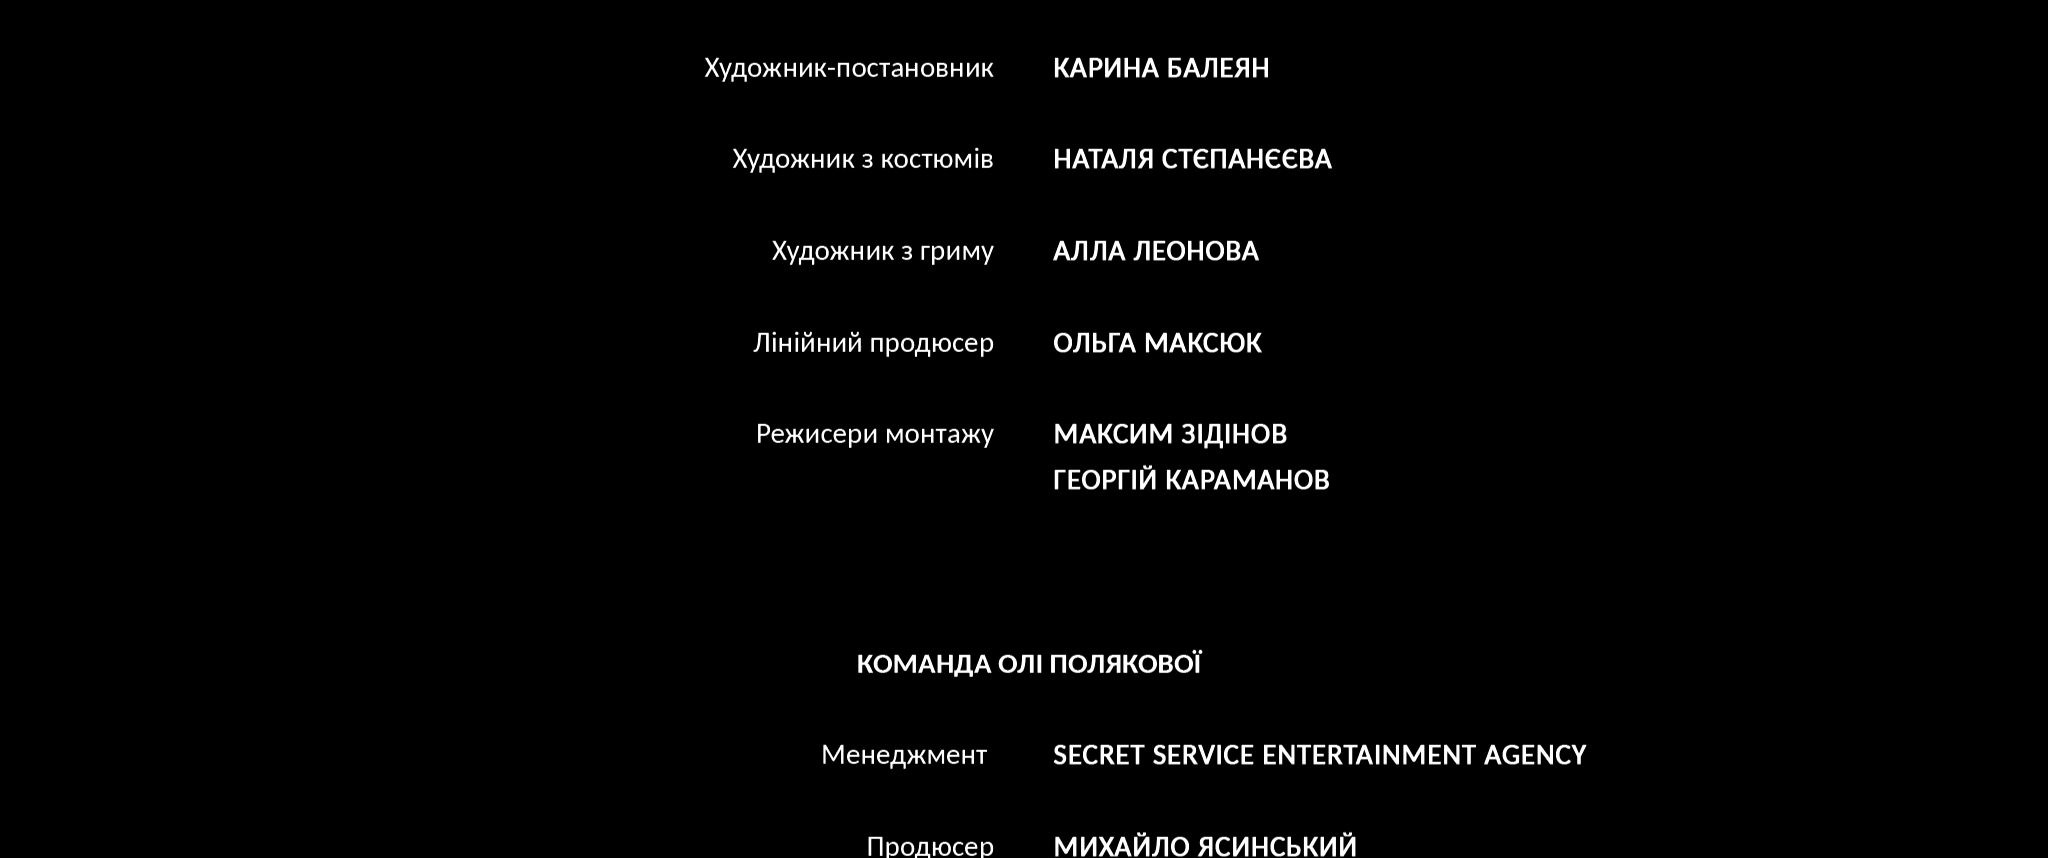 Художник-постановник КАРИНА БАЛЕЯН
Художник з костюмів НАТАЛЯ СТЄПАНЄЄВА
Художник з гриму АЛЛА ЛЕОНОВА
Лінійний продюсер ОЛЬГА МАКСЮК
Режисери монтажу МАКСИМ ЗІДІНОВ
ГЕОРГІЙ КАРАМАНОВ
КОМАНДА ОЛІ ПОЛЯКОВОЇ
Менеджмент SECRET SERVICE ENTERTAINMENT AGENCY
Продюсер МИХАЙЛО ЯСИНСЬКИЙ